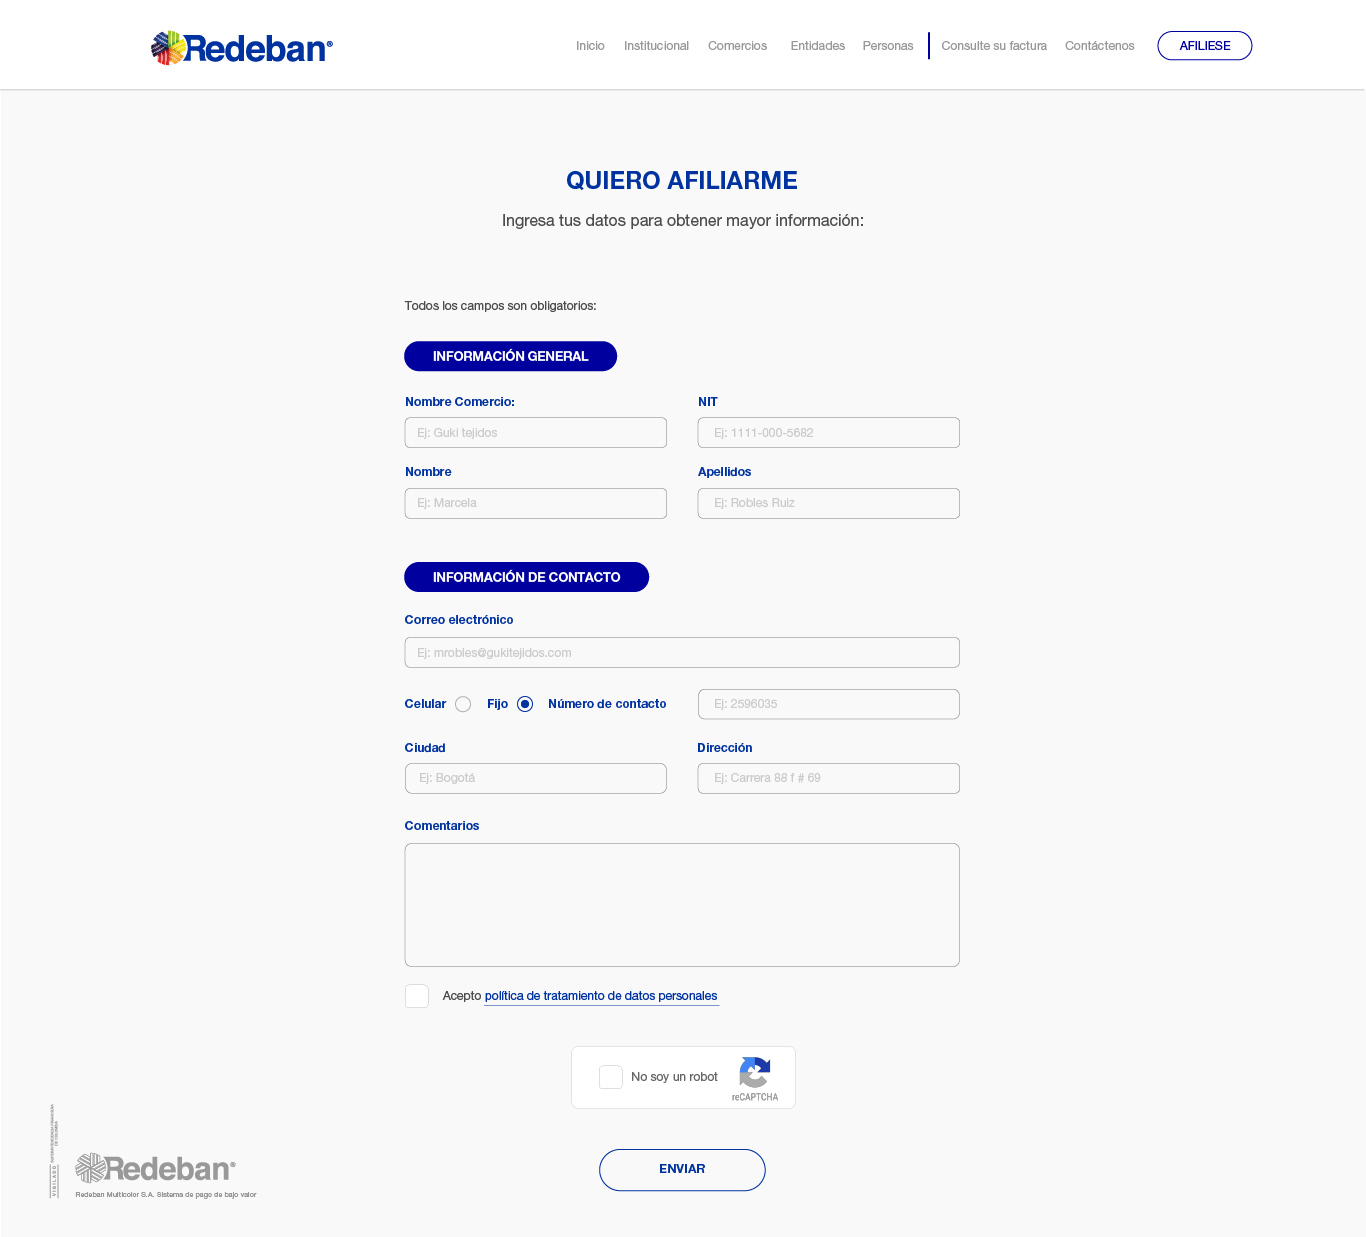 Redeban®
Inicio Institucional Comercios Entidades Personas Consulte su factura Contáctenos AFILIESE
QUIERO AFILIARME
Ingresa tus datos para obtener mayor información:
Todos los campos son obligatorios:
INFORMACIÓN GENERAL
Nombre Comercio: NIT
Ej: Guki tejidos Ej: 1111-000-5682
Nombre Apellidos
Ej: Marcela Ej: Robles Ruiz
INFORMACIÓN DE CONTACTO
Correo electrónico
Ej: mrobles@gukitejidos.com
Celular Fijo Número de contacto Ej: 2596035
Ciudad Dirección
Ej: Bogotá Ej: Carrera 88 f # 69
Comentarios
Acepto política de tratamiento de datos personales
No soy un robot
reCAPTCHA
ENVIAR
VIGILADO SUPERINTENDENCIA FINANCIERA
DE COLOMBIA
Redeban®
Redeban Multicolor S.A. Sistema de pago de bajo valor